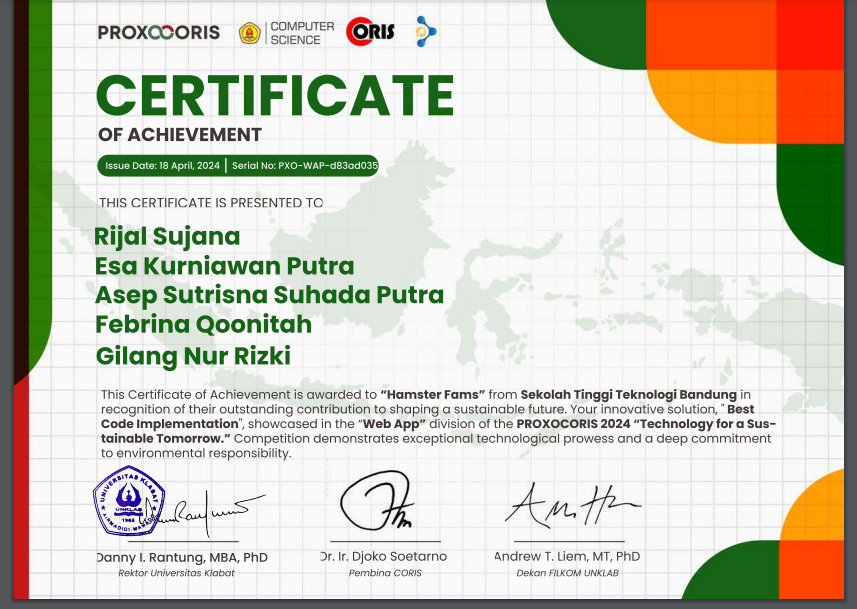 PROXOCORIS
COMPUTER
SCIENCE
CORIS
CERTIFICATE
OF ACHIEVEMENT
Issue Date: 18 April, 2024 | Serial No: PXO-WAP-d83ad035
THIS CERTIFICATE IS PRESENTED TO
Rijal Sujana
Esa Kurniawan Putra
Asep Sutrisna Suhada Putra
Febrina Qoonitah
Gilang Nur Rizki
This Certificate of Achievement is awarded to “Hamster Fams” from Sekolah Tinggi Teknologi Bandung in
recognition of their outstanding contribution to shaping a sustainable future. Your innovative solution, " Best
Code Implementation", showcased in the “Web App” division of the PROXOCORIS 2024 “Technology for a Sus-
tainable Tomorrow.” Competition demonstrates exceptional technological prowess and a deep commitment
to environmental responsibility.
UNIVERSITAS KLABAT
UNKLAB
1965
Danny I. Rantung, MBA, PhD
Rektor Universitas Klabat
Dr. Ir. Djoko Soetarno
Pembina CORIS
Andrew T. Liem, MT, PhD
Dekan FILKOM UNKLAB